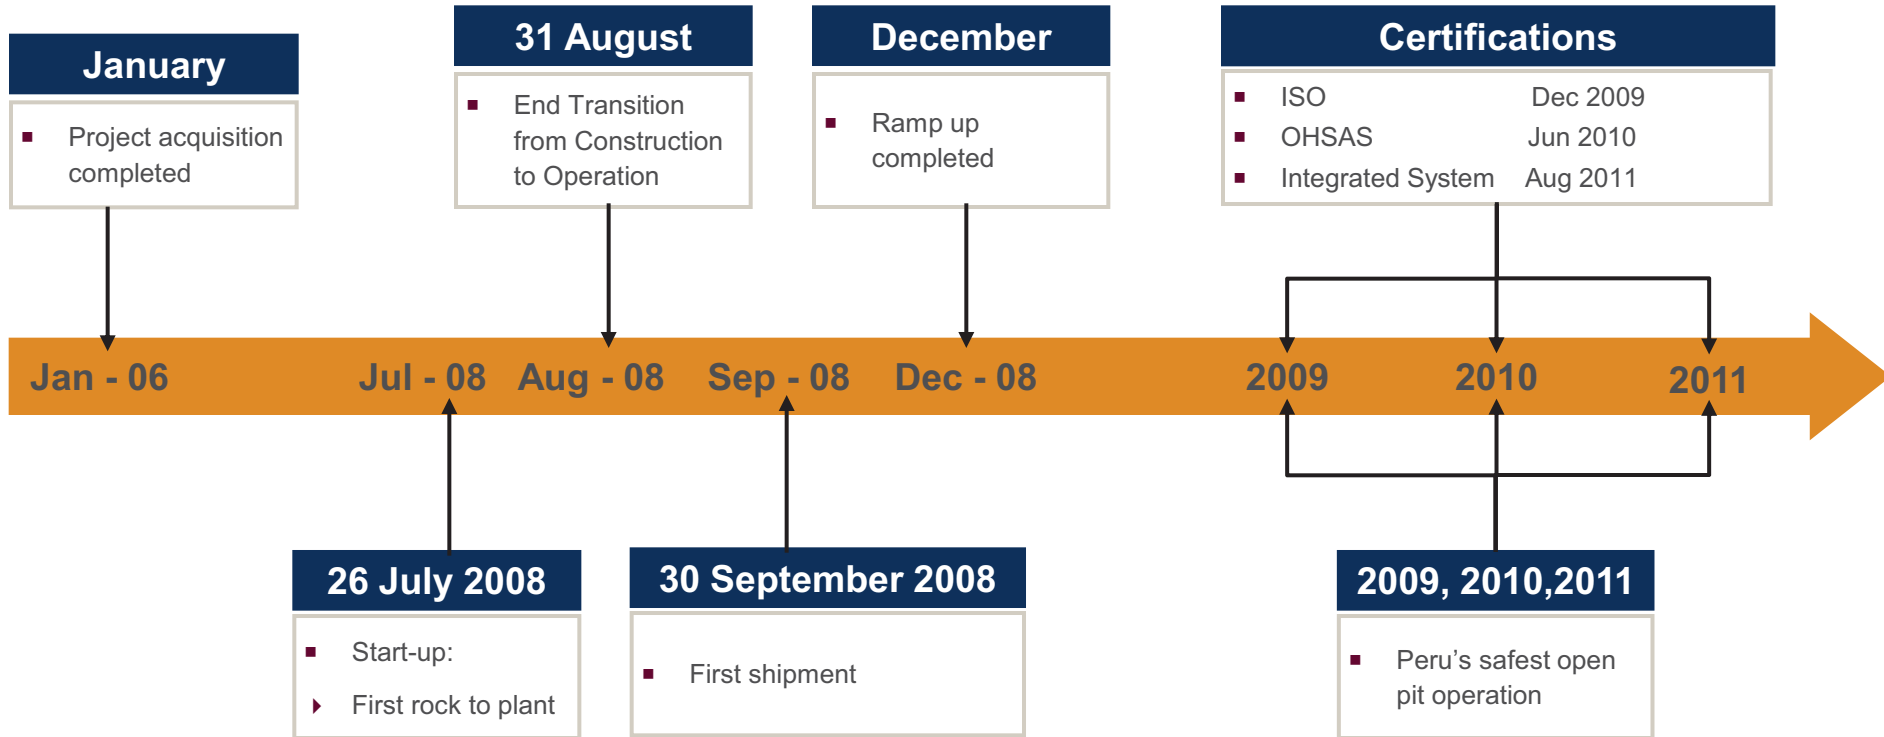 January
Project acquisition
completed
31 August
End Transition
from Construction
to Operation
December
Ramp up
completed
Certifications
ISO Dec 2009
OHSAS Jun 2010
Integrated System Aug 2011
Jan - 06 Jul - 08 Aug - 08 Sep - 08 Dec - 08 2009 2010 2011
26 July 2008
Start-up:
First rock to plant
30 September 2008
First shipment
2009, 2010,2011
Peru’s safest open
pit operation